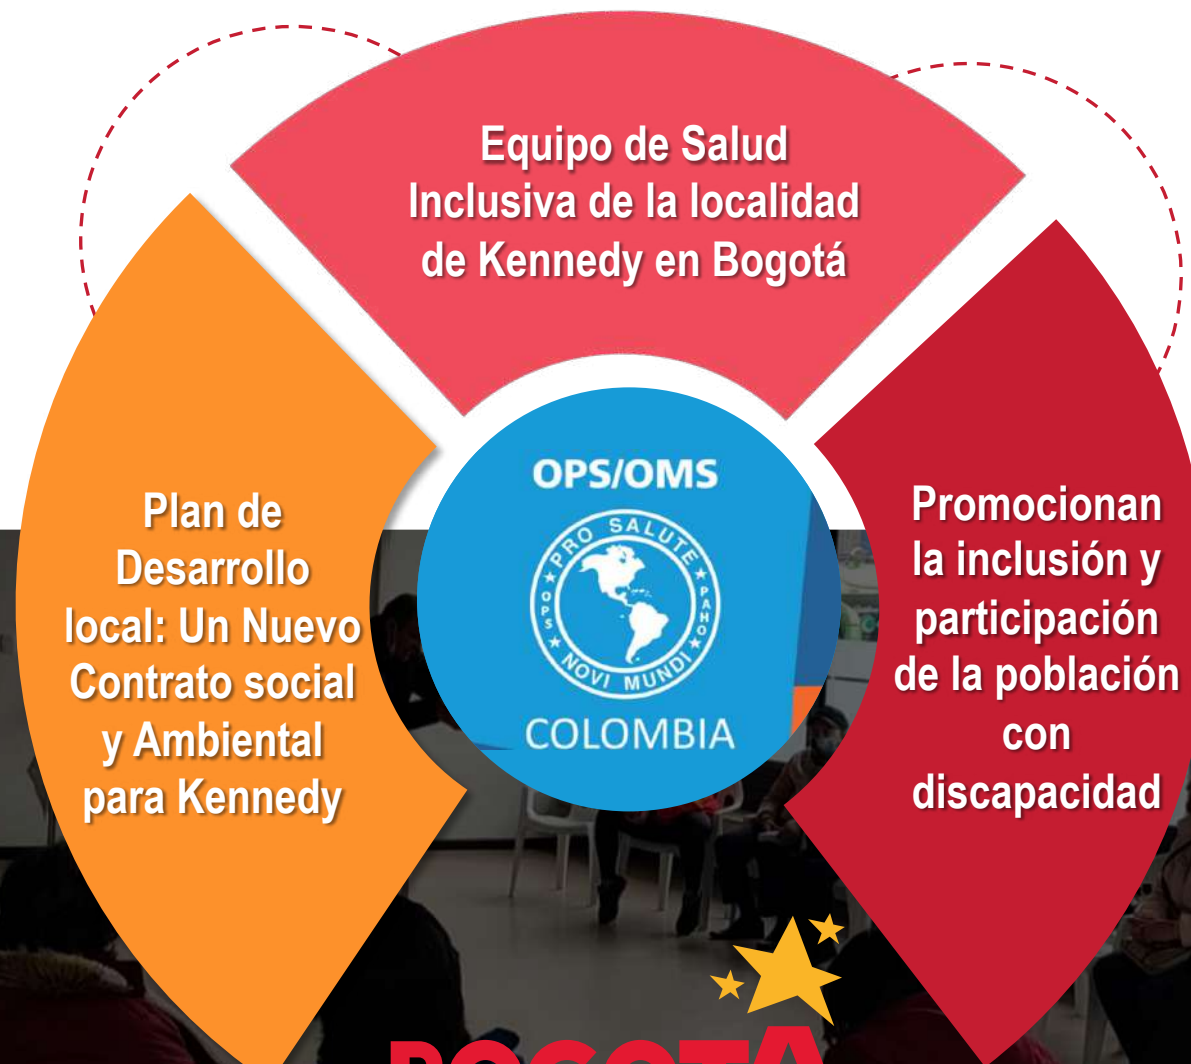 Equipo de Salud
Inclusiva de la localidad
de Kennedy en Bogotá
Plan de
Desarrollo
local: Un Nuevo
Contrato social
y Ambiental
para Kennedy
OPS/OMS
PRO SALUTE
OPS
PAHO
NOVI MUNDI
COLOMBIA
Promocionan
la inclusión y
participación
de la población
con
discapacidad
BOGOTA